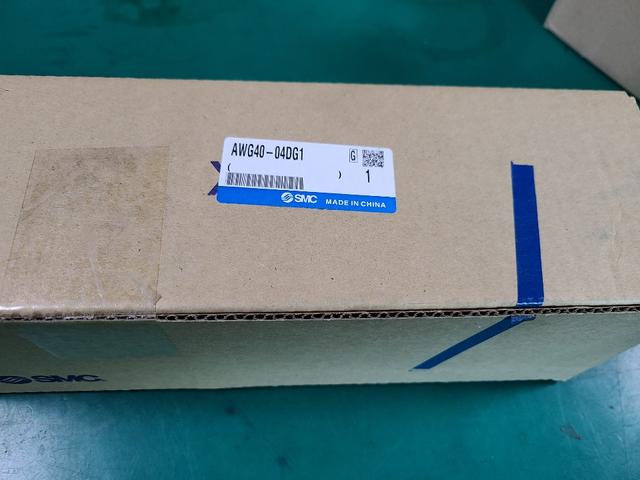 AWG40-04DG1
G
( ) 1
SMC MADE IN CHINA
SMC